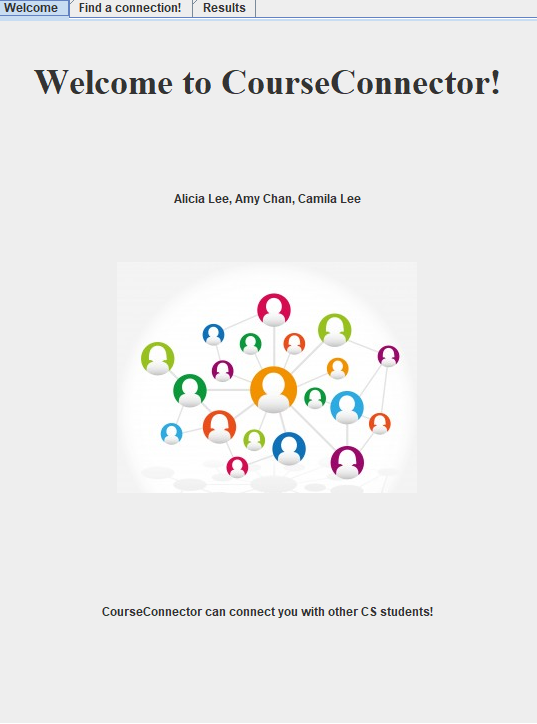 Welcome Find a connection! Results
Welcome to CourseConnector!
Alicia Lee, Amy Chan, Camila Lee
CourseConnector can connect you with other CS students!